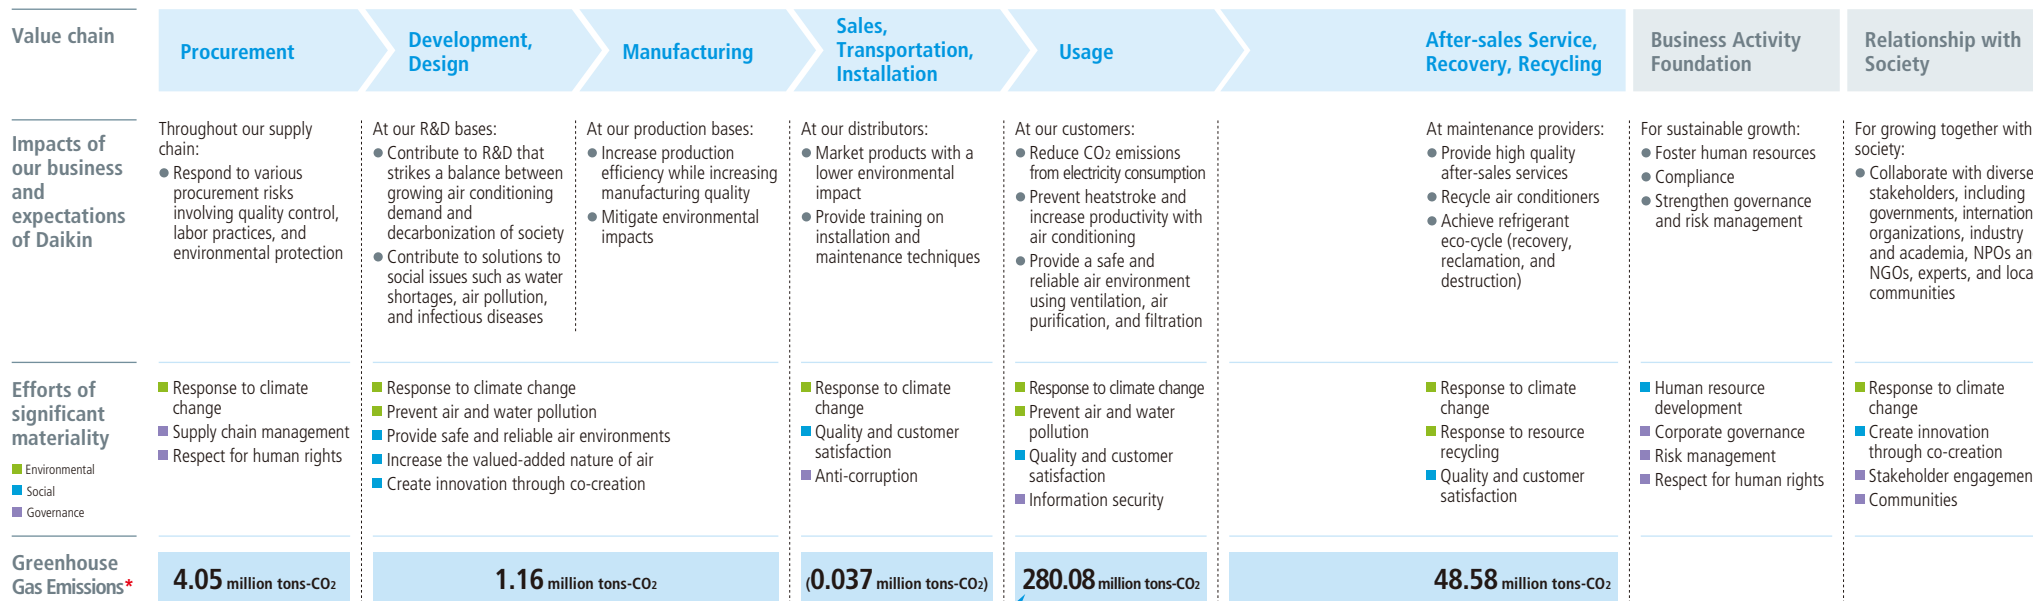 Value chain
Procurement
Development,
Design
Manufacturing
Sales,
Transportation,
Installation
Usage
After-sales Service,
Recovery, Recycling
Business Activity
Foundation
Relationship with
Society
Impacts of
our business
and
expectations
of Daikin
Throughout our supply
chain:
● Respond to various
procurement risks
involving quality control,
labor practices, and
environmental protection
At our R&D bases:
● Contribute to R&D that
strikes a balance between
growing air conditioning
demand and
decarbonization of society
● Contribute to solutions to
social issues such as water
shortages, air pollution,
and infectious diseases
At our production bases:
● Increase production
efficiency while increasing
manufacturing quality
● Mitigate environmental
impacts
At our distributors:
● Market products with a
lower environmental
impact
● Provide training on
installation and
maintenance techniques
At our customers:
● Reduce CO2 emissions
from electricity consumption
● Prevent heatstroke and
increase productivity with
air conditioning
● Provide a safe and
reliable air environment
using ventilation, air
purification, and filtration
At maintenance providers:
● Provide high quality
after-sales services
● Recycle air conditioners
● Achieve refrigerant
eco-cycle (recovery,
reclamation, and
destruction)
For sustainable growth:
● Foster human resources
● Compliance
● Strengthen governance
and risk management
For growing together with
society:
● Collaborate with diverse
stakeholders, including
governments, internation
organizations, industry
and academia, NPOs an
NGOs, experts, and loca
communities
Efforts of
significant
materiality
■ Environmental
■ Social
■ Governance
■ Response to climate
change
■ Supply chain management
■ Respect for human rights
■ Response to climate change
■ Prevent air and water pollution
■ Provide safe and reliable air environments
■ Increase the valued-added nature of air
■ Create innovation through co-creation
■ Response to climate
change
■ Quality and customer
satisfaction
■ Anti-corruption
■ Response to climate change
■ Prevent air and water
pollution
■ Quality and customer
satisfaction
■ Information security
■ Response to climate
change
■ Response to resource
recycling
■ Quality and customer
satisfaction
■ Human resource
development
■ Corporate governance
■ Risk management
■ Respect for human rights
■ Response to climate
change
■ Create innovation
through co-creation
■ Stakeholder engagemen
■ Communities
Greenhouse
Gas Emissions*
4.05 million tons-CO2
1.16 million tons-CO2
(0.037 million tons-CO2)
280.08 million tons-CO2
48.58 million tons-CO2